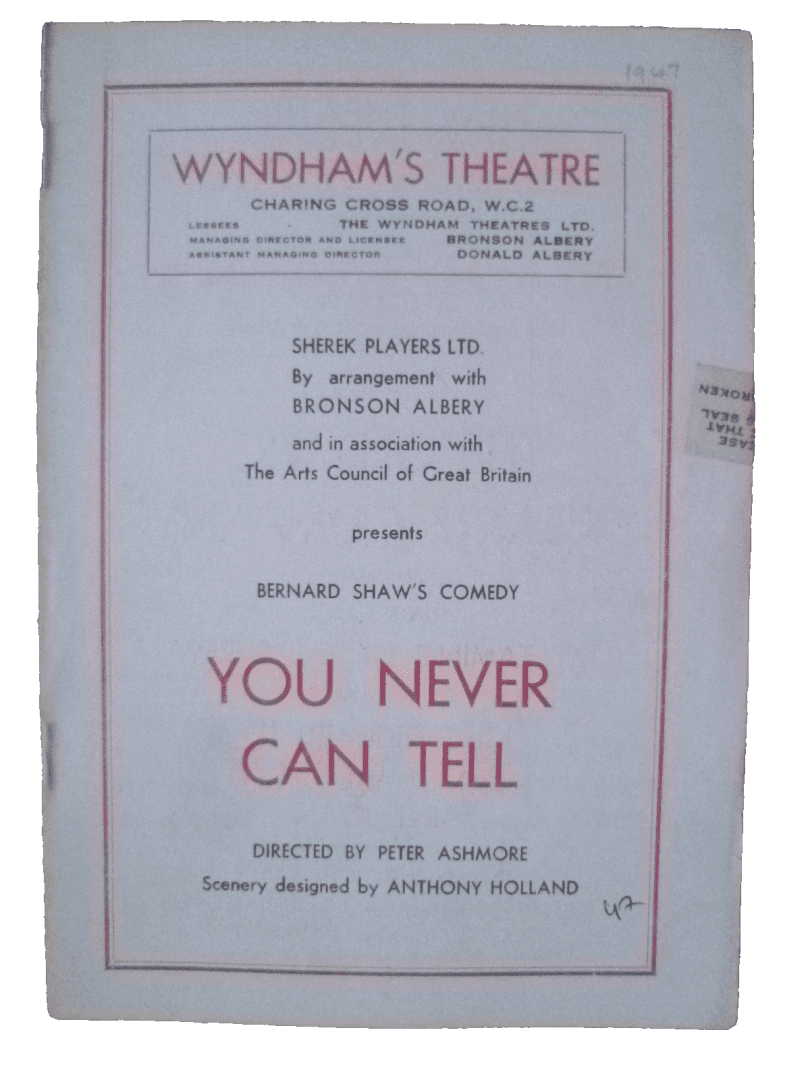 1947
WYNDHAM'S THEATRE
CHARING CROSS ROAD, W.C.2
LESSEES THE WYNDHAM THEATRES LTD.
MANAGING DIRECTOR AND LICENSEE BRONSON ALBERY
ASSISTANT MANAGING DIRECTOR DONALD ALBERY
SHEREK PLAYERS LTD.
By arrangement with
BRONSON ALBERY
and in association with
The Arts Council of Great Britain
presents
BERNARD SHAW'S COMEDY
YOU NEVER
CAN TELL
DIRECTED BY PETER ASHMORE
Scenery designed by ANTHONY HOLLAND
47
THAT
SEAL